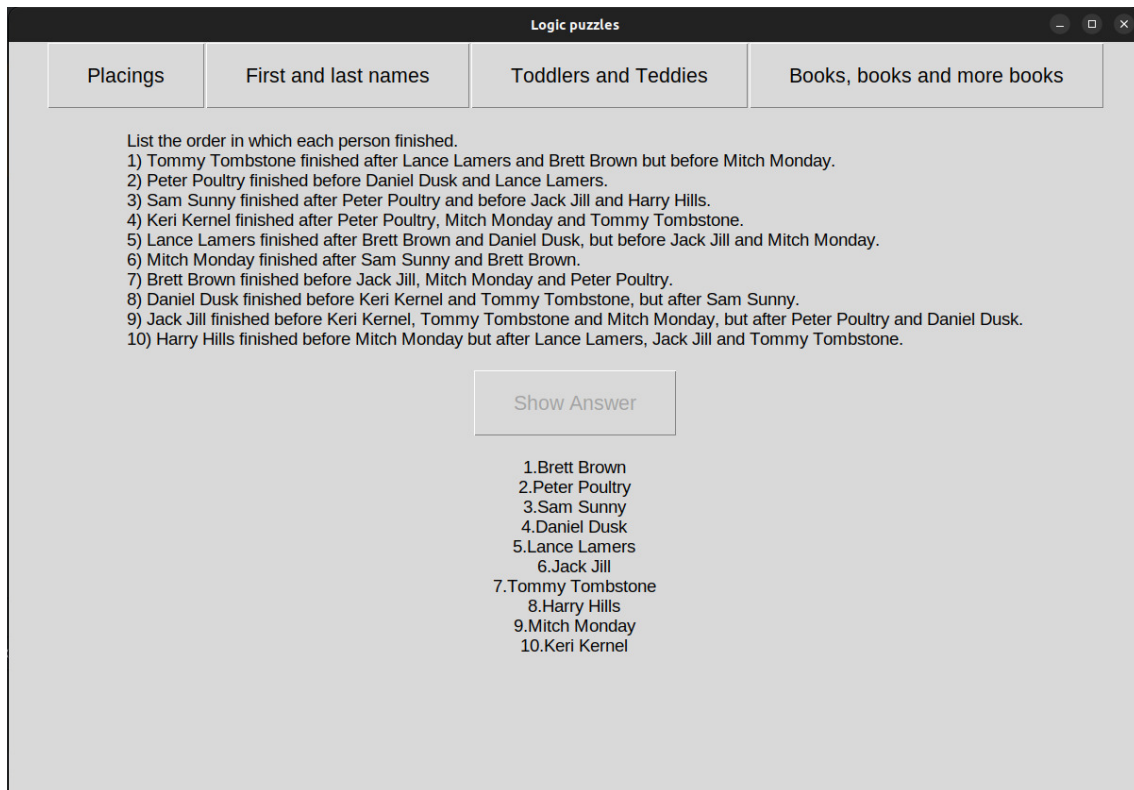 Logic puzzles
Placings
First and last names
Toddlers and Teddies
Books, books and more books
List the order in which each person finished.
1) Tommy Tombstone finished after Lance Lamers and Brett Brown but before Mitch Monday.
2) Peter Poultry finished before Daniel Dusk and Lance Lamers.
3) Sam Sunny finished after Peter Poultry and before Jack Jill and Harry Hills.
4) Keri Kernel finished after Peter Poultry, Mitch Monday and Tommy Tombstone.
5) Lance Lamers finished after Brett Brown and Daniel Dusk, but before Jack Jill and Mitch Monday.
6) Mitch Monday finished after Sam Sunny and Brett Brown.
7) Brett Brown finished before Jack Jill, Mitch Monday and Peter Poultry.
8) Daniel Dusk finished before Keri Kernel and Tommy Tombstone, but after Sam Sunny.
9) Jack Jill finished before Keri Kernel, Tommy Tombstone and Mitch Monday, but after Peter Poultry and Daniel Dusk.
10) Harry Hills finished before Mitch Monday but after Lance Lamers, Jack Jill and Tommy Tombstone.
Show Answer
1.Brett Brown
2.Peter Poultry
3.Sam Sunny
4.Daniel Dusk
5.Lance Lamers
6.Jack Jill
7.Tommy Tombstone
8.Harry Hills
9.Mitch Monday
10.Keri Kernel